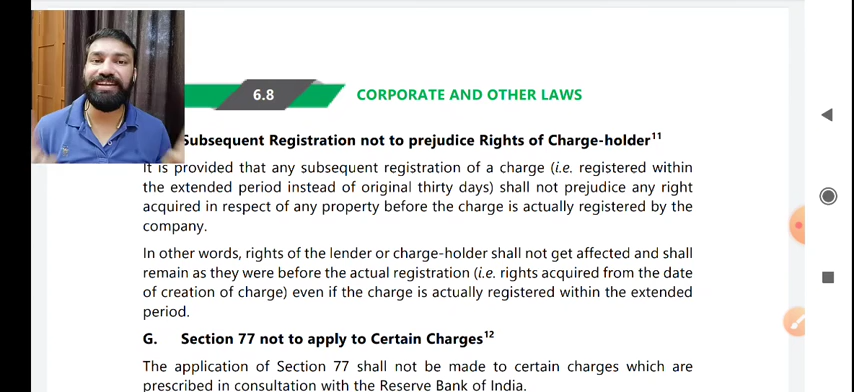 6.8
CORPORATE AND OTHER LAWS
Subsequent Registration not to prejudice Rights of Charge-holder¹¹
It is provided that any subsequent registration of a charge (i.e. registered within
the extended period instead of original thirty days) shall not prejudice any right
acquired in respect of any property before the charge is actually registered by the
company.
In other words, rights of the lender or charge-holder shall not get affected and shall
remain as they were before the actual registration (i.e. rights acquired from the date
of creation of charge) even if the charge is actually registered within the extended
period.
G. Section 77 not to apply to Certain Charges¹²
The application of Section 77 shall not be made to certain charges which are
prescribed in consultation with the Reserve Bank of India.